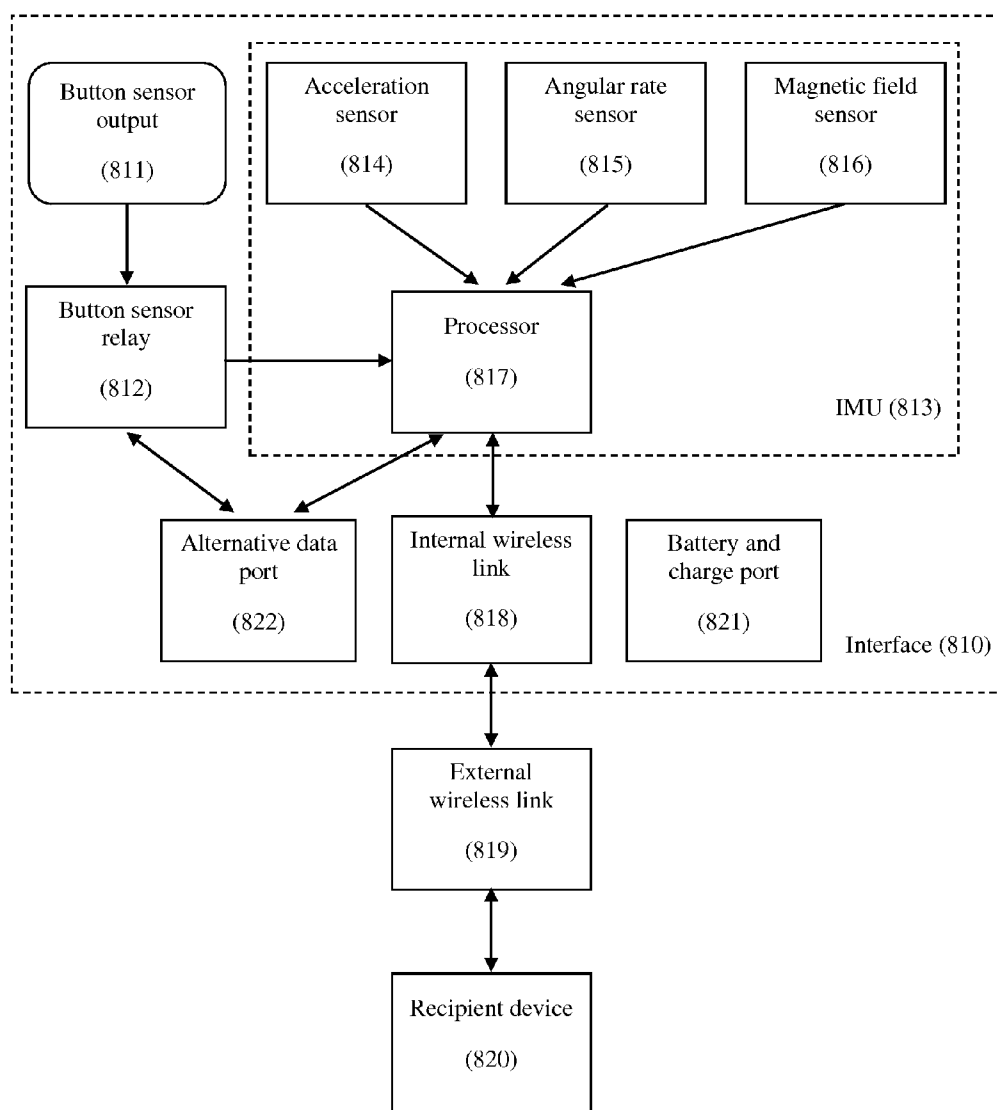 Button sensor
output
(811)
Acceleration
sensor
(814)
Angular rate
sensor
(815)
Magnetic field
sensor
(816)
Button sensor
relay
(812)
Processor
(817)
IMU (813)
Alternative data
port
(822)
Internal wireless
link
(818)
Battery and
charge port
(821)
Interface (810)
External
wireless link
(819)
Recipient device
(820)